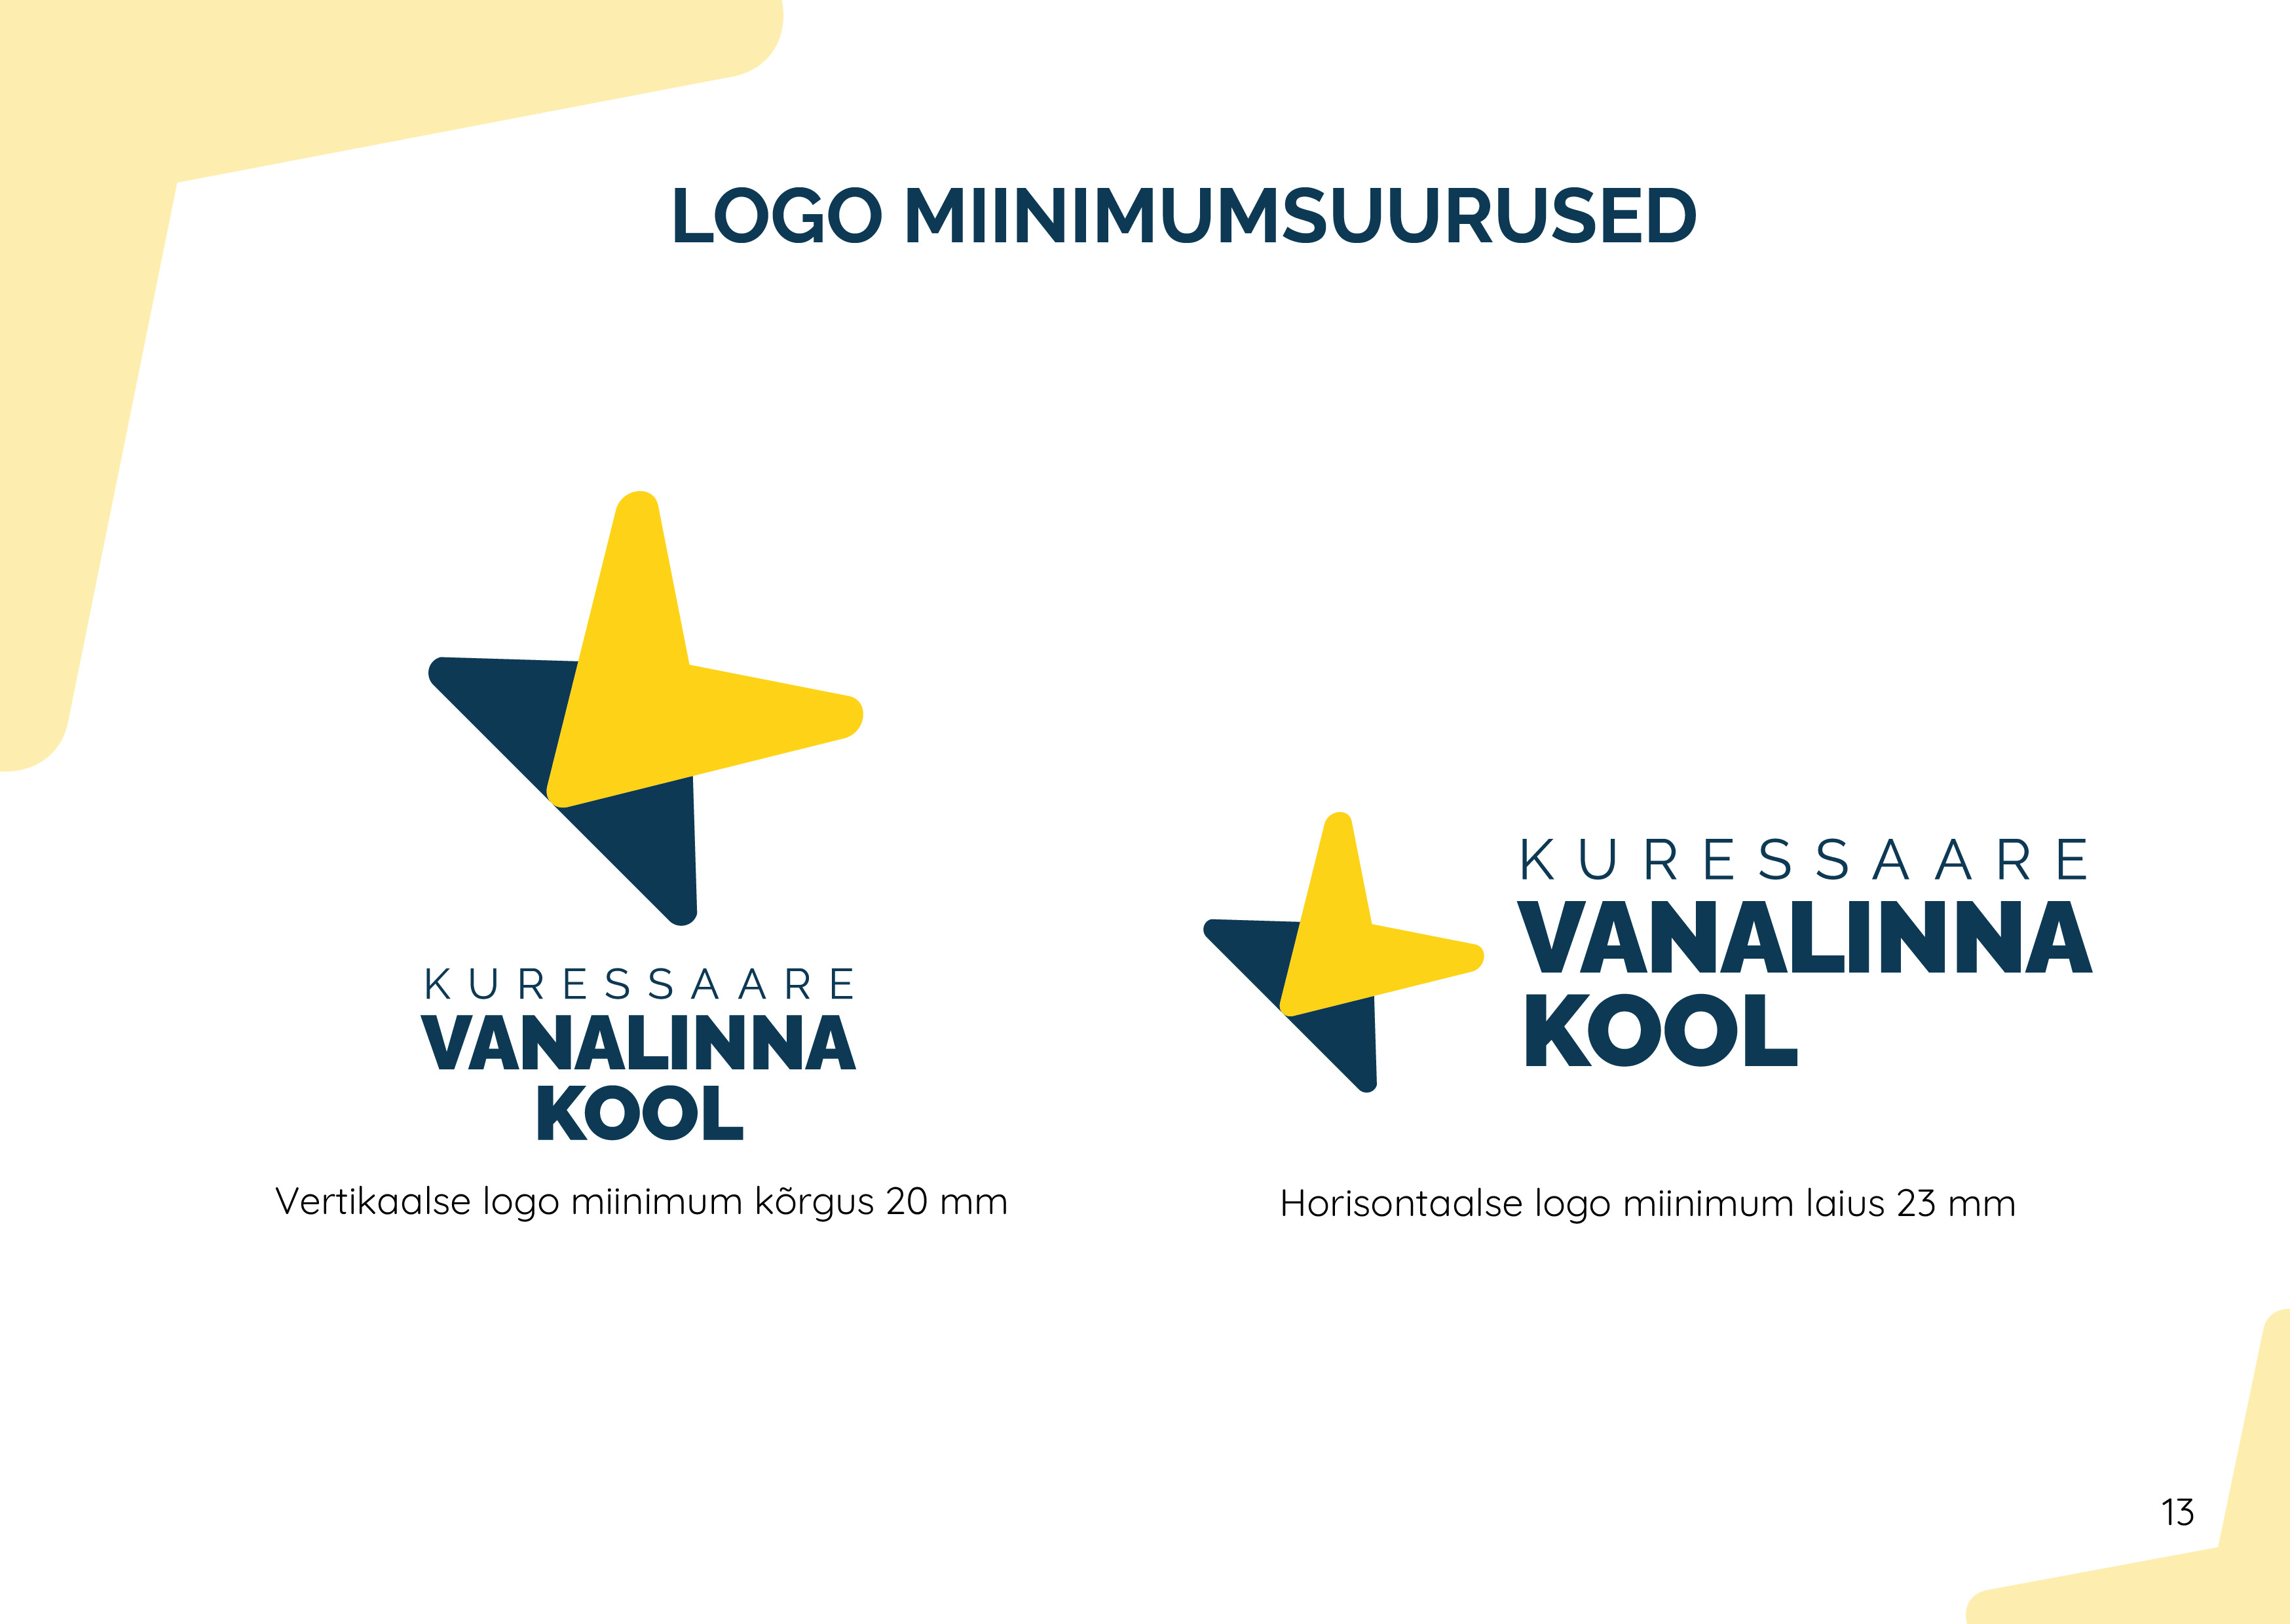 LOGO MIINIMUMSUURUSED
KURESSAARE
VANALINNA
KOOL
Vertikaalse logo miinimum kõrgus 20 mm
KURESSAARE
VANALINNA
KOOL
Horisontaalse logo miinimum laius 23 mm
13